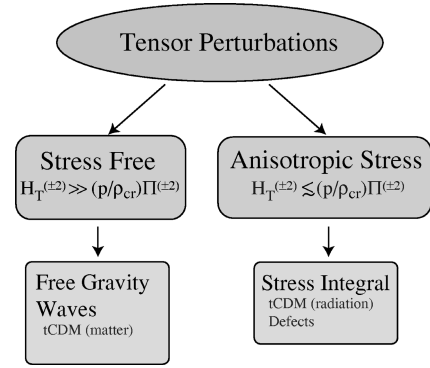 Tensor Perturbations
Stress Free
H_T^(±2) ≫ (p/ρ_cr)Π^(±2)
Anisotropic Stress
H_T^(±2) ≲ (p/ρ_cr)Π^(±2)
Free Gravity
Waves
tCDM (matter)
Stress Integral
tCDM (radiation)
Defects